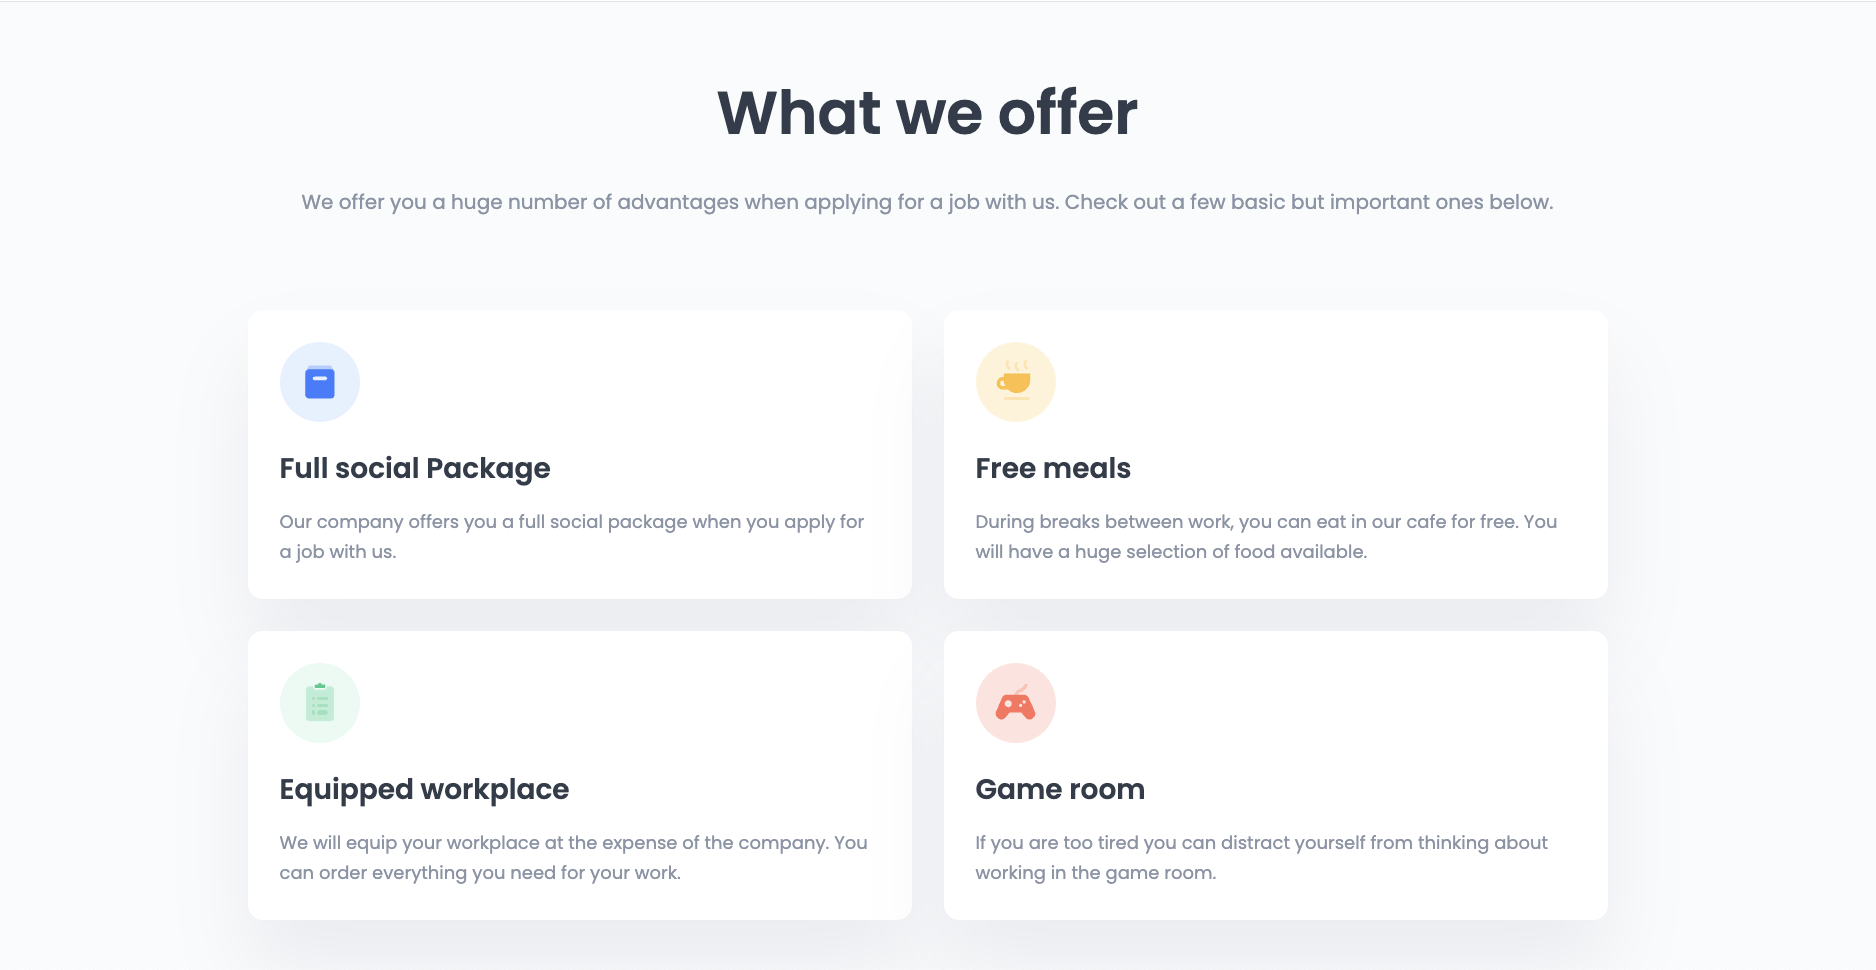 What we offer
We offer you a huge number of advantages when applying for a job with us. Check out a few basic but important ones below.
Full social Package
Our company offers you a full social package when you apply for
a job with us.
Free meals
During breaks between work, you can eat in our cafe for free. You
will have a huge selection of food available.
Equipped workplace
We will equip your workplace at the expense of the company. You
can order everything you need for your work.
Game room
If you are too tired you can distract yourself from thinking about
working in the game room.